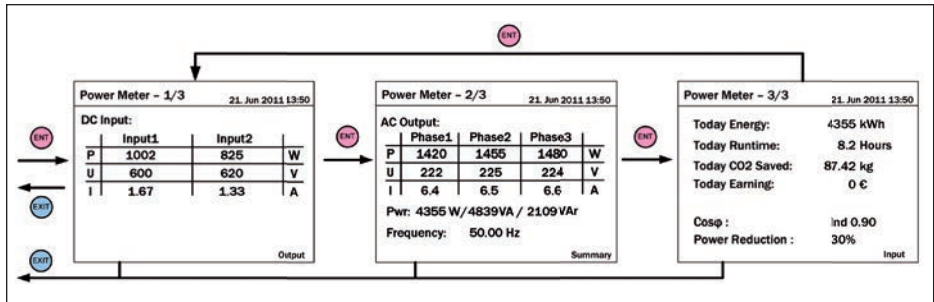 ENT
Power Meter – 1/3
21. Jun 2011 13:50
DC Input:
Input1 Input2
P 1002 825 W
U 600 620 V
I 1.67 1.33 A
Output
ENT
EXIT
EXIT
ENT
Power Meter – 2/3
21. Jun 2011 13:50
AC Output:
Phase1 Phase2 Phase3
P 1420 1455 1480 W
U 222 225 224 V
I 6.4 6.5 6.6 A
Pwr: 4355 W/4839VA / 2109 VAr
Frequency: 50.00 Hz
Summary
ENT
Power Meter – 3/3
21. Jun 2011 13:50
Today Energy: 4355 kWh
Today Runtime: 8.2 Hours
Today CO2 Saved: 87.42 kg
Today Earning: 0 €
Cosφ : Ind 0.90
Power Reduction : 30%
Input